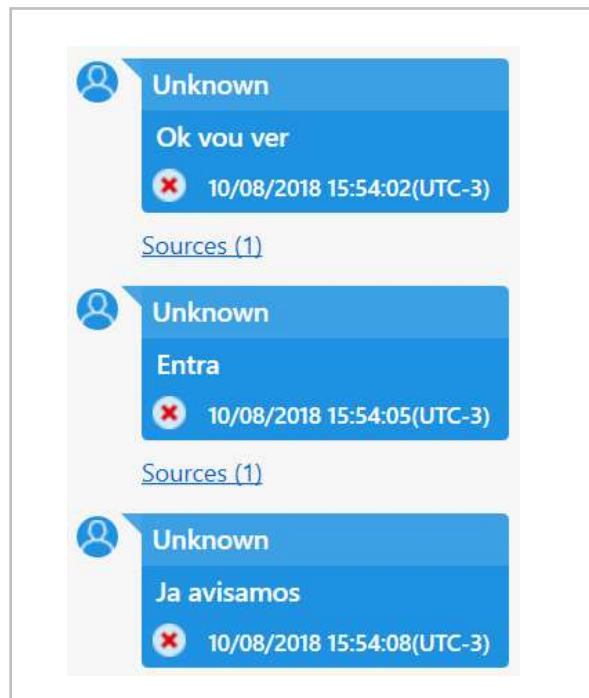 Unknown
Ok vou ver
10/08/2018 15:54:02(UTC-3)
Sources (1)
Unknown
Entra
10/08/2018 15:54:05(UTC-3)
Sources (1)
Unknown
Ja avisamos
10/08/2018 15:54:08(UTC-3)